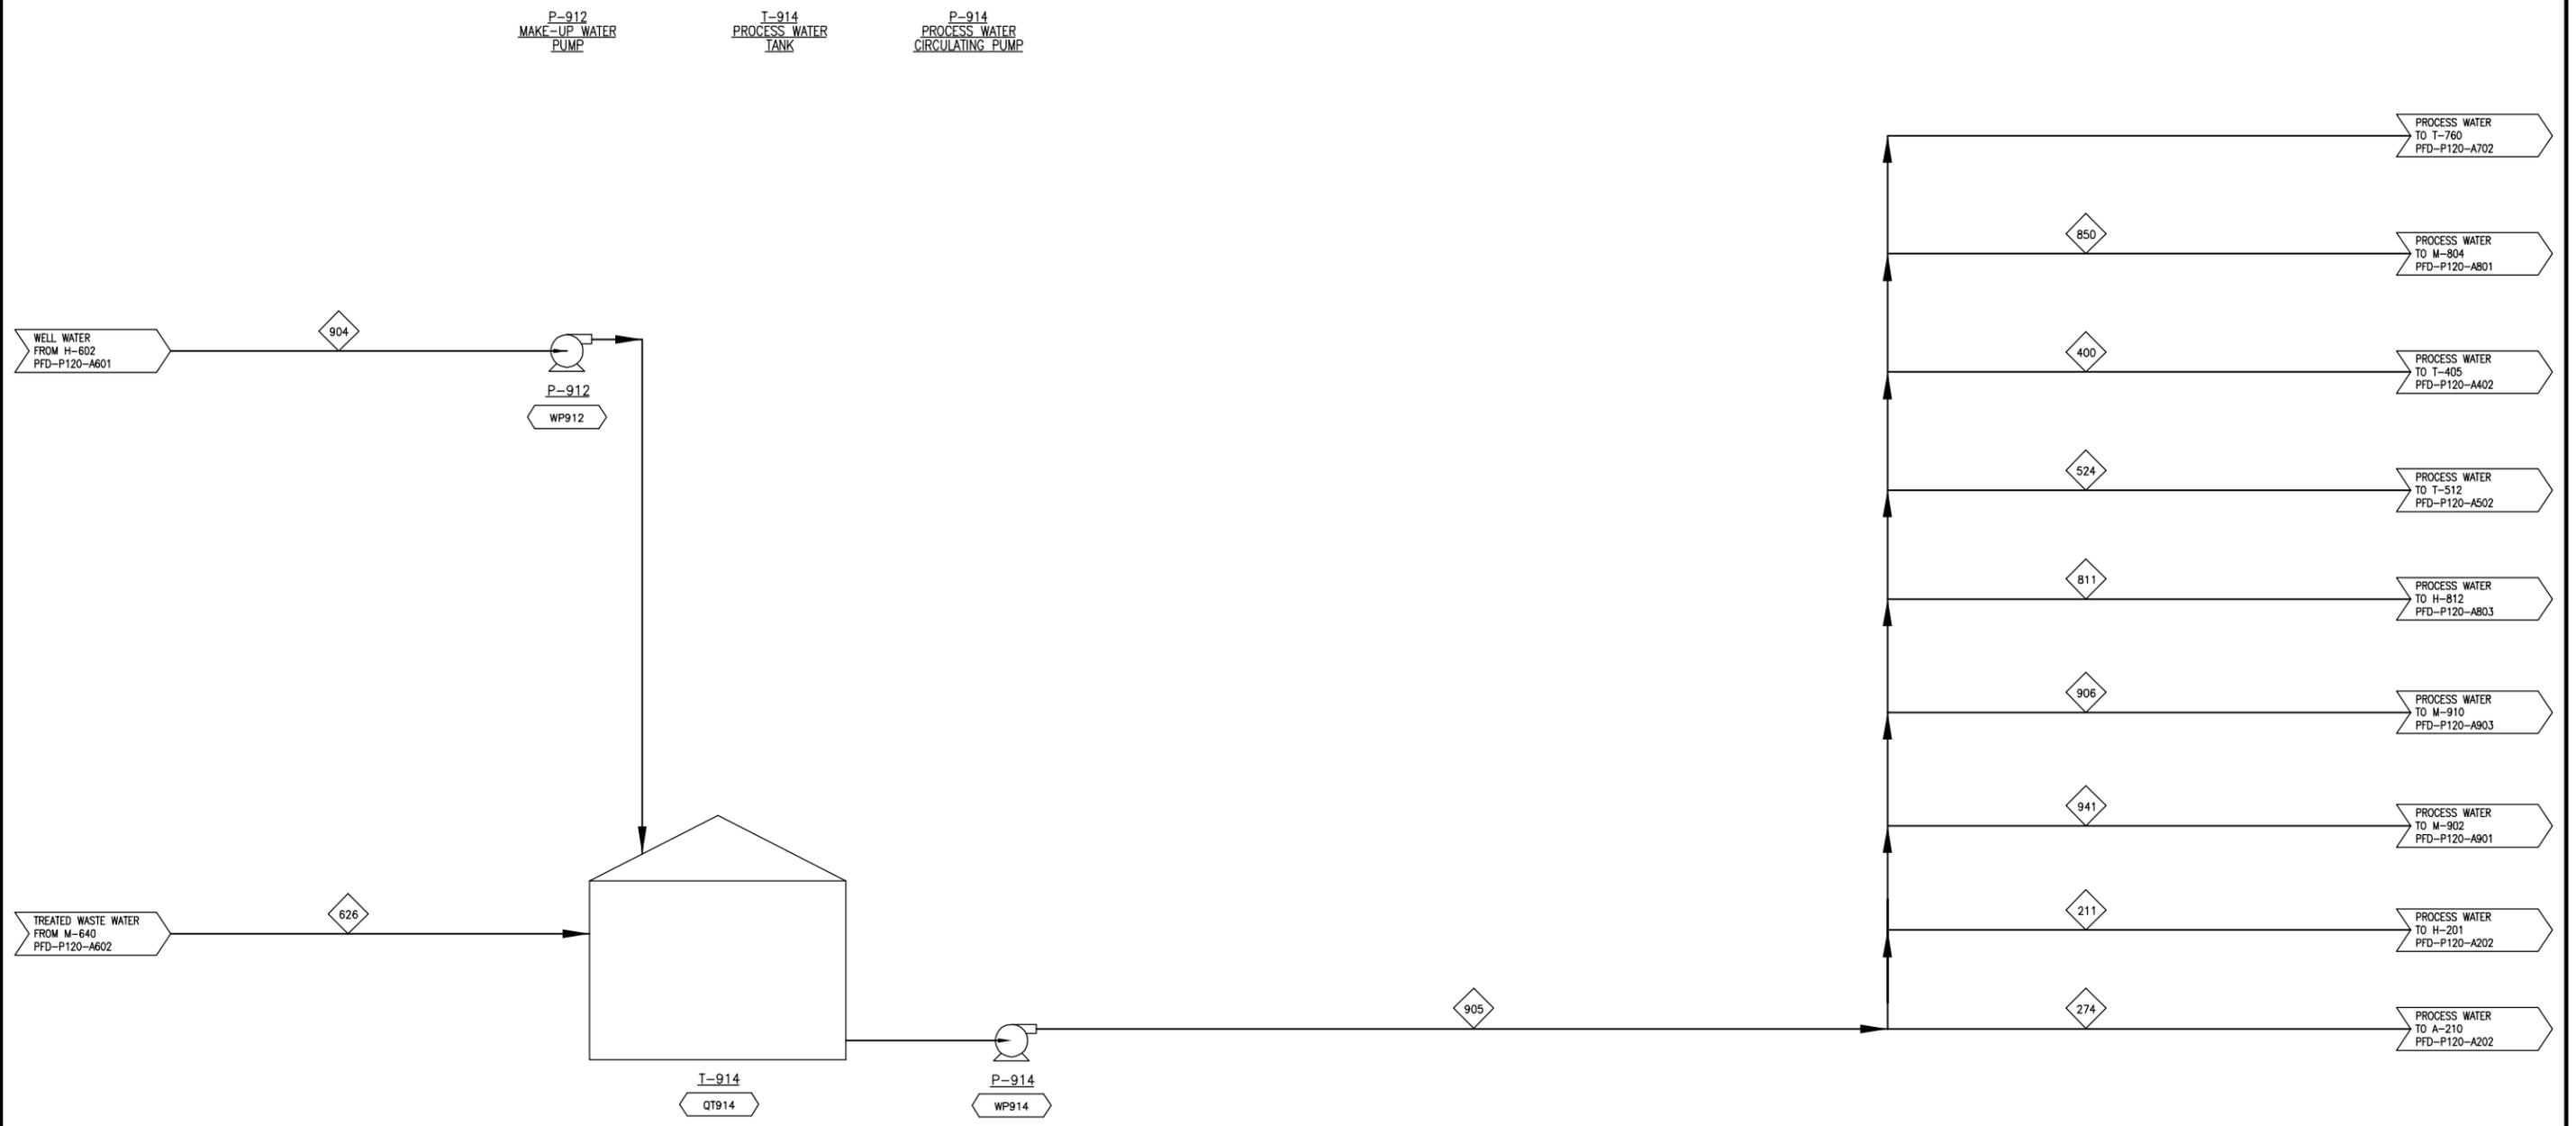 P-912
MAKE-UP WATER
PUMP
T-914
PROCESS WATER
TANK
P-914
PROCESS WATER
CIRCULATING PUMP
PROCESS WATER
TO T-760
PFD-P120-A702
850
PROCESS WATER
TO M-804
PFD-P120-A801
WELL WATER
FROM H-602
PFD-P120-A601
904
P-912
WP912
400
PROCESS WATER
TO T-405
PFD-P120-A402
524
PROCESS WATER
TO T-512
PFD-P120-A502
811
PROCESS WATER
TO H-812
PFD-P120-A803
906
PROCESS WATER
TO M-910
PFD-P120-A903
941
PROCESS WATER
TO M-902
PFD-P120-A901
TREATED WASTE WATER
FROM M-640
PFD-P120-A602
626
211
PROCESS WATER
TO H-201
PFD-P120-A202
905
274
PROCESS WATER
TO A-210
PFD-P120-A202
T-914
QT914
P-914
WP914